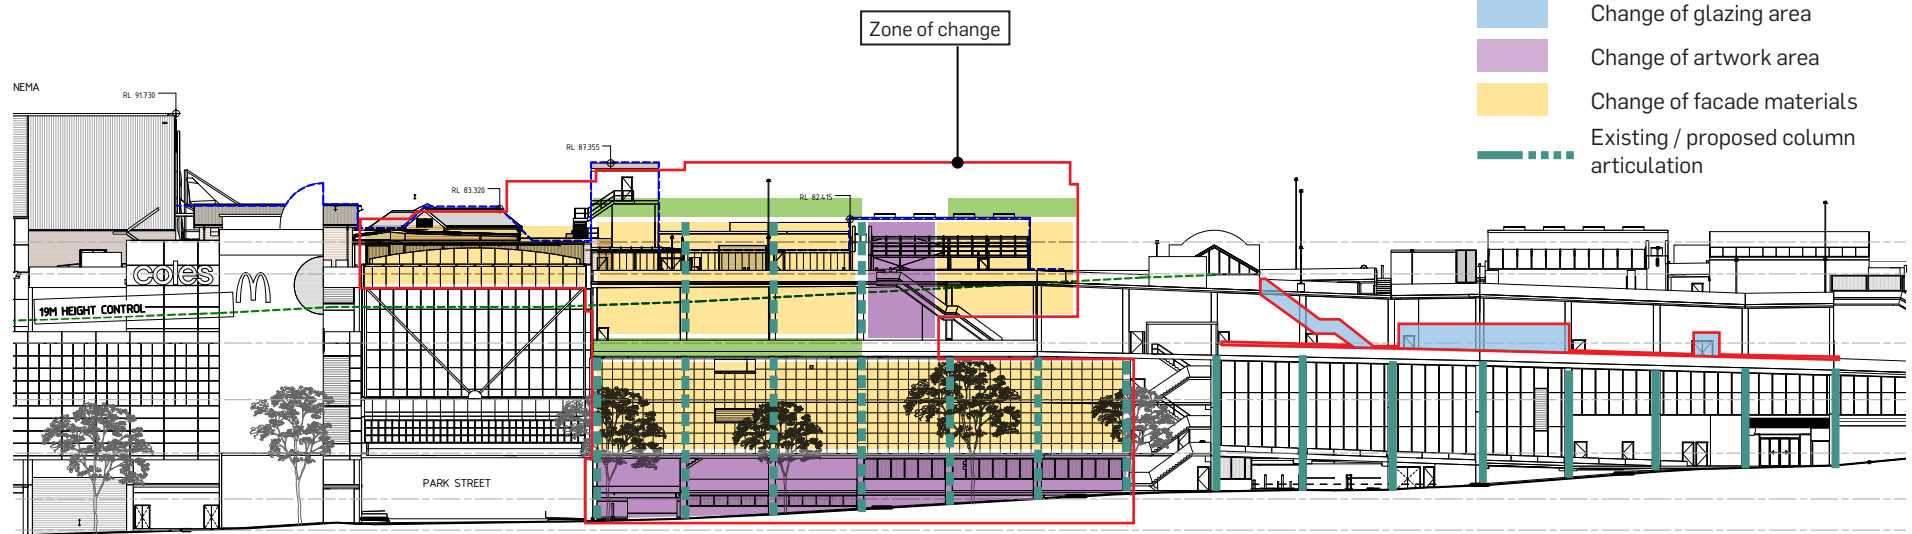 Zone of change
Change of glazing area
Change of artwork area
Change of facade materials
Existing / proposed column
articulation
NEMA
RL 91.730
RL 87.355
RL 83.320
RL 82.415
coles
19M HEIGHT CONTROL
PARK STREET